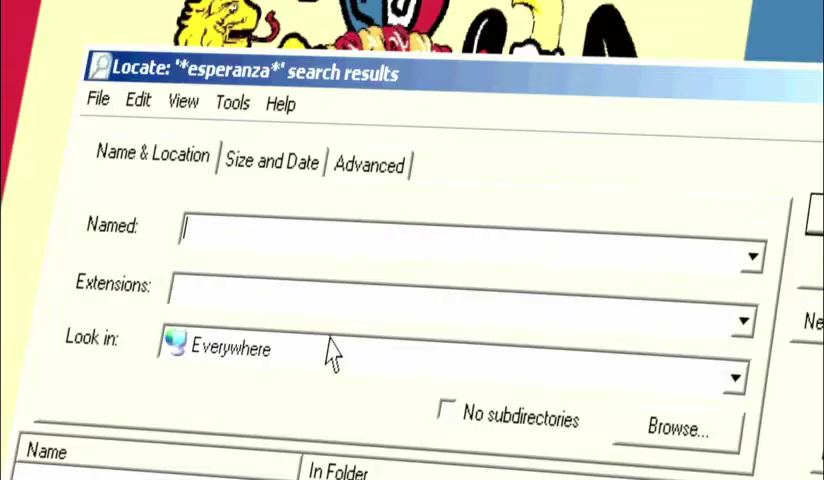 Locate: '*esperanza*' search results
File Edit View Tools Help
Name & Location Size and Date Advanced
Named:
Extensions:
Look in: Everywhere
No subdirectories Browse...
Name In Folder
Ne